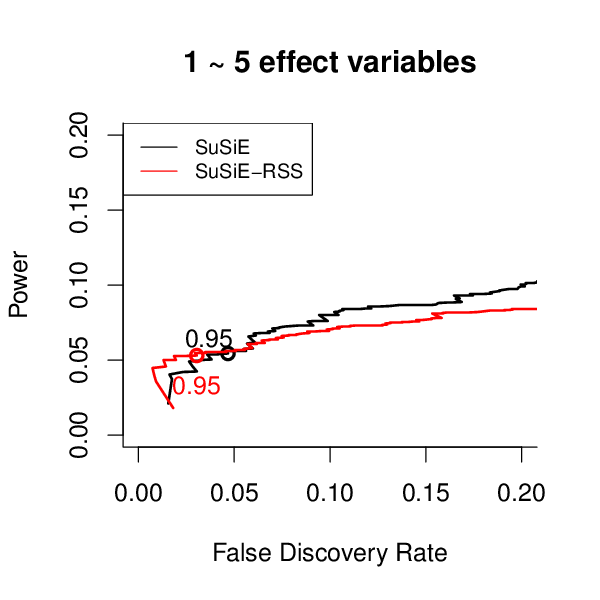 1 ~ 5 effect variables
SuSiE
SuSiE−RSS
Power
0.20
0.15
0.10
0.05
0.00
0.95
0.95
0.00 0.05 0.10 0.15 0.20
False Discovery Rate